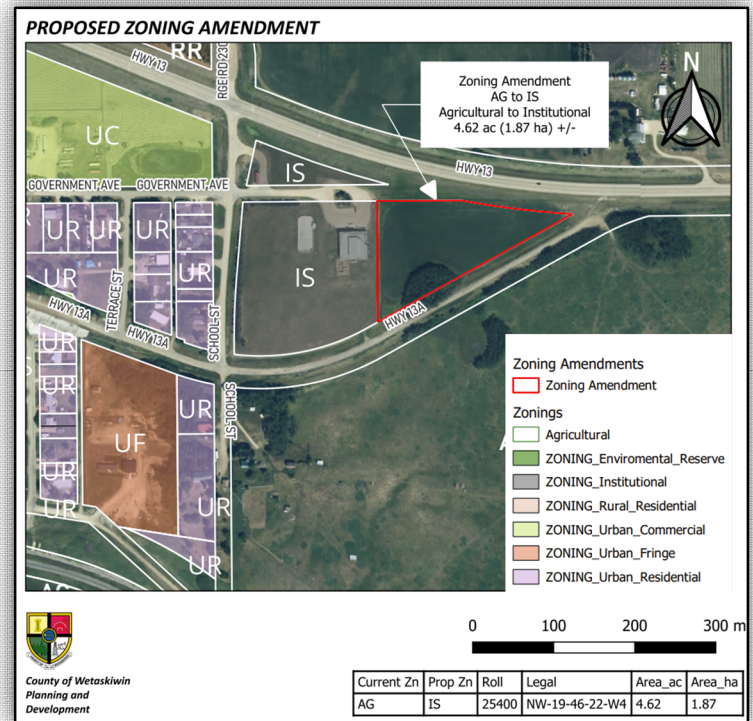 PROPOSED ZONING AMENDMENT
HWY 13
RR
RGE RD 230
Zoning Amendment
AG to IS
Agricultural to Institutional
4.62 ac (1.87 ha) +/-
N
UC
IS
HWY 13
GOVERNMENT AVE
GOVERNMENT AVE
UR
UR
UR
UR
UR
UR
IS
TERRACE ST
HWY 13A
HWY 13A
HWY 13A
SCHOOL ST
UR
UR
SCHOOL ST
UR
UF
UR
UR
UR
UR
Zoning Amendments
Zoning Amendment
Zonings
Agricultural
ZONING_Enviromental_Reserve
ZONING_Institutional
ZONING_Rural_Residential
ZONING_Urban_Commercial
ZONING_Urban_Fringe
ZONING_Urban_Residential
0 100 200 300 m
County of Wetaskiwin
Planning and
Development
Current Zn Prop Zn Roll Legal Area_ac Area_ha
AG IS 25400 NW-19-46-22-W4 4.62 1.87